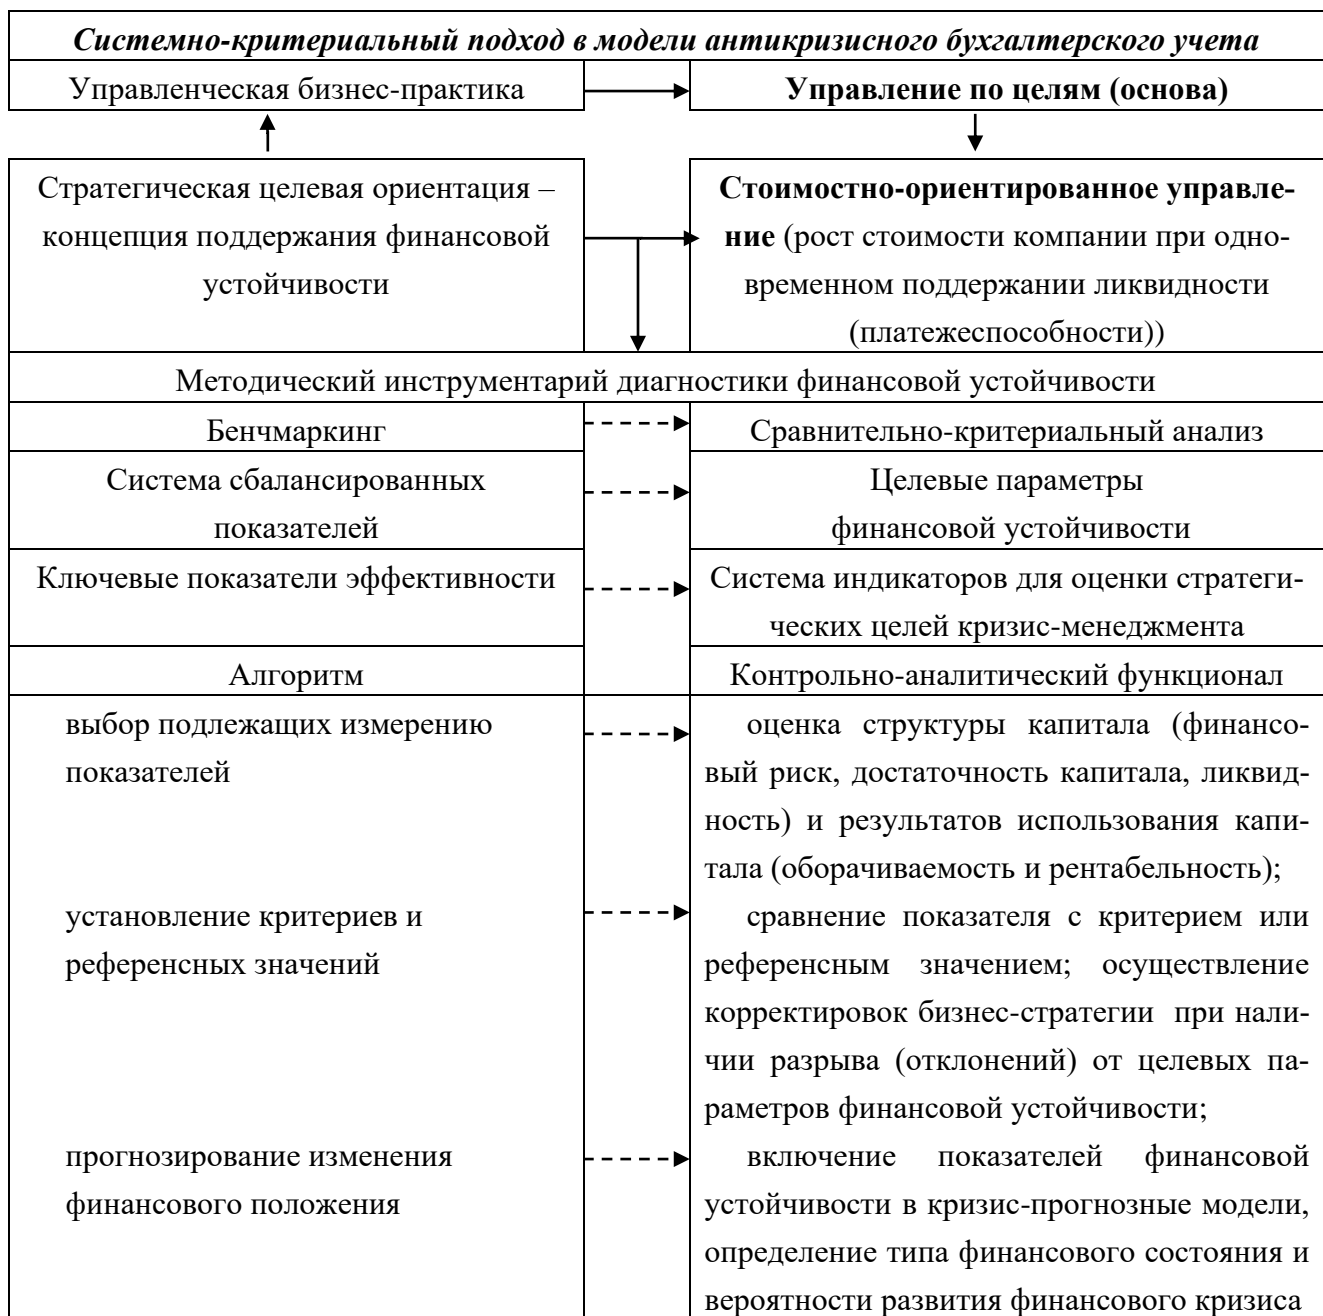 Системно-критериальный подход в модели антикризисного бухгалтерского учета
Управленческая бизнес-практика
Управление по целям (основа)
Стратегическая целевая ориентация –
концепция поддержания финансовой
устойчивости
Стоимостно-ориентированное управле-
ние (рост стоимости компании при одно-
временном поддержании ликвидности
(платежеспособности))
Методический инструментарий диагностики финансовой устойчивости
Бенчмаркинг
Сравнительно-критериальный анализ
Система сбалансированных
показателей
Целевые параметры
финансовой устойчивости
Ключевые показатели эффективности
Система индикаторов для оценки стратеги-
ческих целей кризис-менеджмента
Алгоритм
Контрольно-аналитический функционал
выбор подлежащих измерению
показателей
оценка структуры капитала (финансо-
вый риск, достаточность капитала, ликвид-
ность) и результатов использования капи-
тала (оборачиваемость и рентабельность);
установление критериев и
референсных значений
сравнение показателя с критерием или
референсным значением; осуществление
корректировок бизнес-стратегии при нали-
чии разрыва (отклонений) от целевых па-
раметров финансовой устойчивости;
прогнозирование изменения
финансового положения
включение показателей финансовой
устойчивости в кризис-прогнозные модели,
определение типа финансового состояния и
вероятности развития финансового кризиса